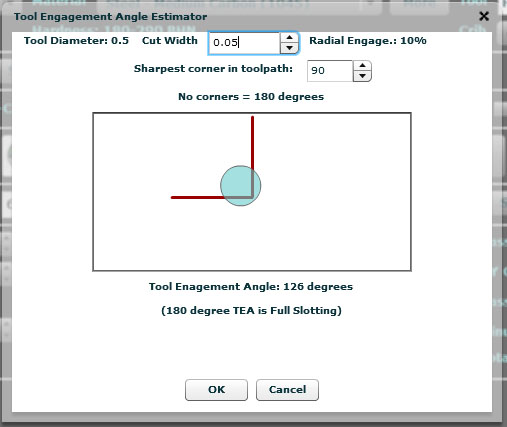 Tool Engagement Angle Estimator
Tool Diameter: 0.5 Cut Width 0.05 Radial Engage.: 10%
Sharpest corner in toolpath: 90
No corners = 180 degrees
Tool Enagement Angle: 126 degrees
(180 degree TEA is Full Slotting)
OK Cancel